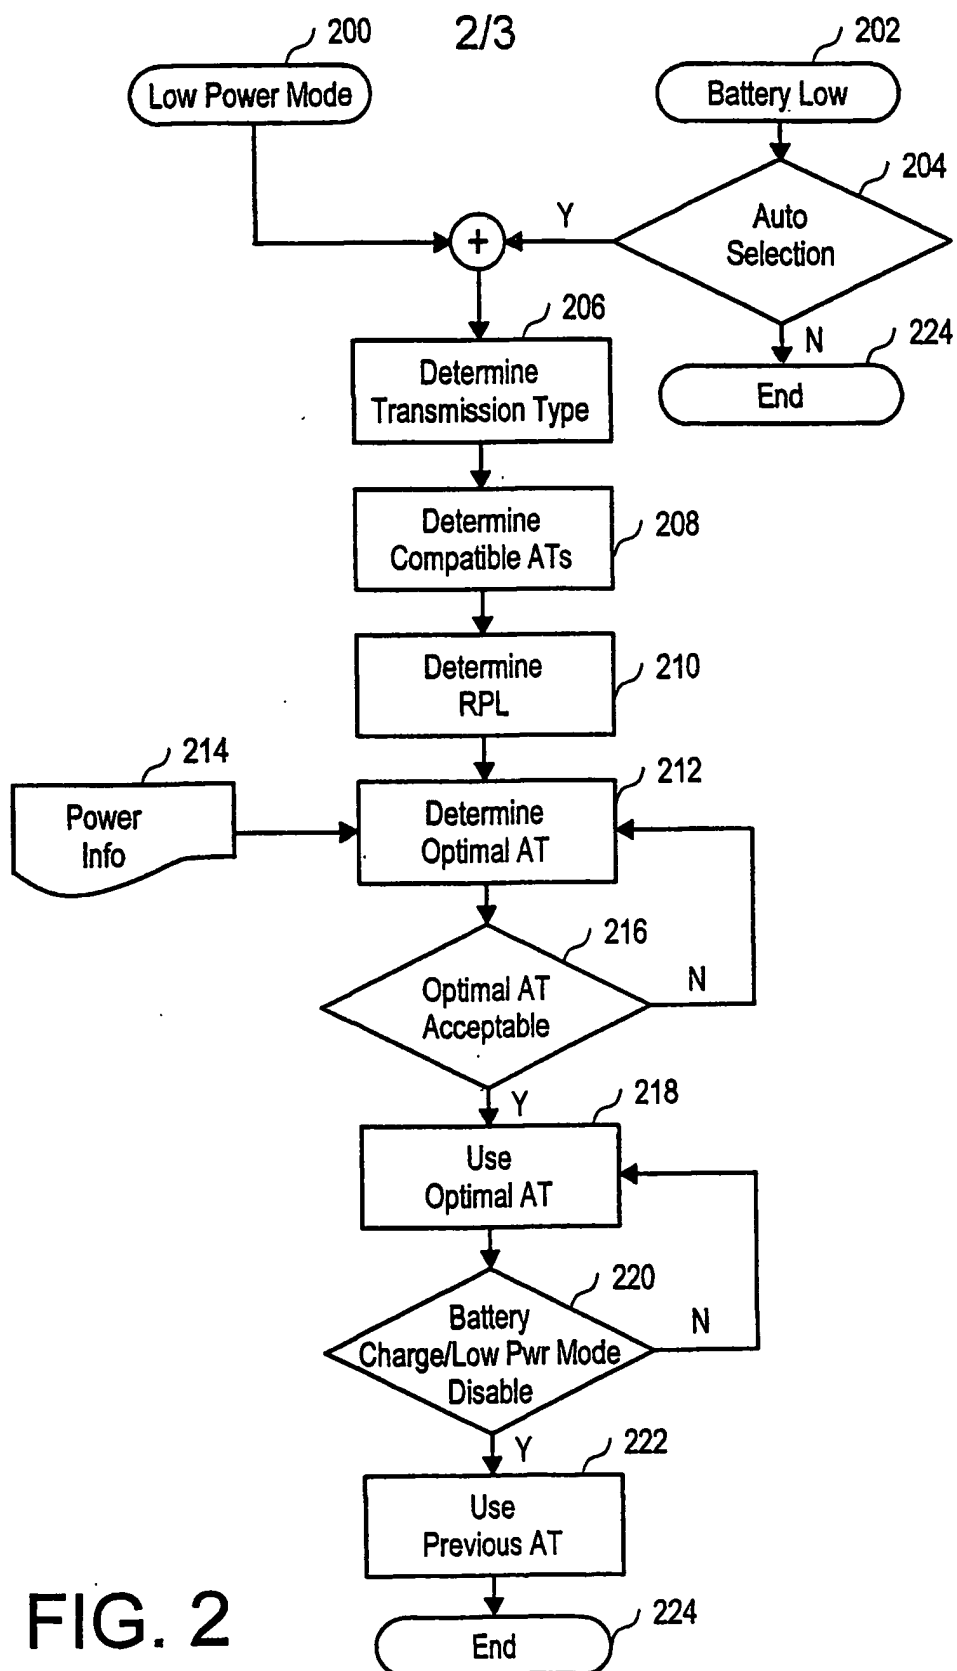 2/3
200
Low Power Mode
202
Battery Low
204
Auto
Selection
Y
+
N
224
End
206
Determine
Transmission Type
208
Determine
Compatible ATs
210
Determine
RPL
214
Power
Info
212
Determine
Optimal AT
216
Optimal AT
Acceptable
N
Y
218
Use
Optimal AT
220
Battery
Charge/Low Pwr Mode
Disable
N
Y
222
Use
Previous AT
224
End
FIG. 2